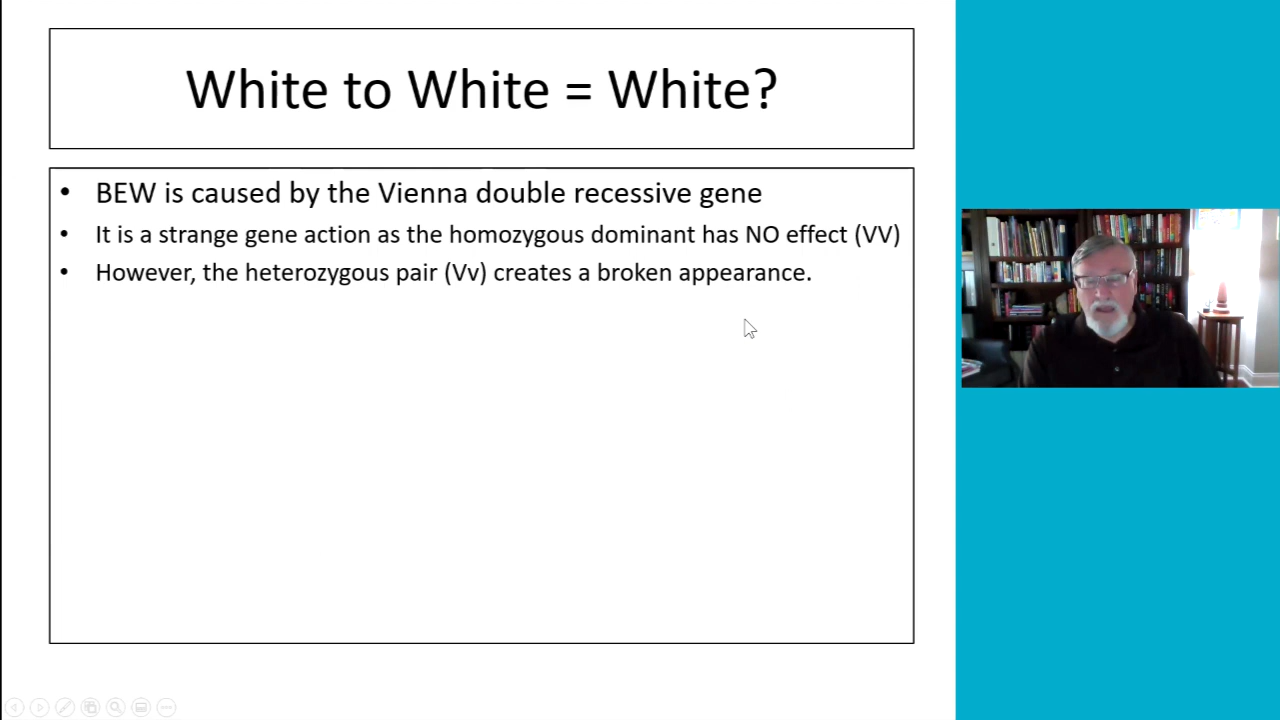 White to White = White?
• BEW is caused by the Vienna double recessive gene
• It is a strange gene action as the homozygous dominant has NO effect (VV)
• However, the heterozygous pair (Vv) creates a broken appearance.